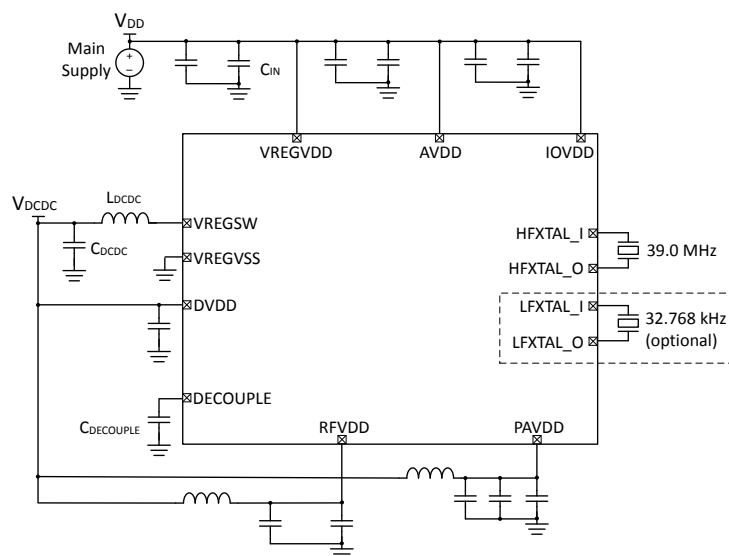 VDD
Main
Supply
+
−
CIN
VREGVDD
AVDD
IOVDD
VDCDC
LDCDC
VREGSW
CDCDC
VREGVSS
DVDD
DECOUPLE
CDECOUPLE
RFVDD
PAVDD
HFXTAL_I
39.0 MHz
HFXTAL_O
LFXTAL_I
32.768 kHz
(optional)
LFXTAL_O